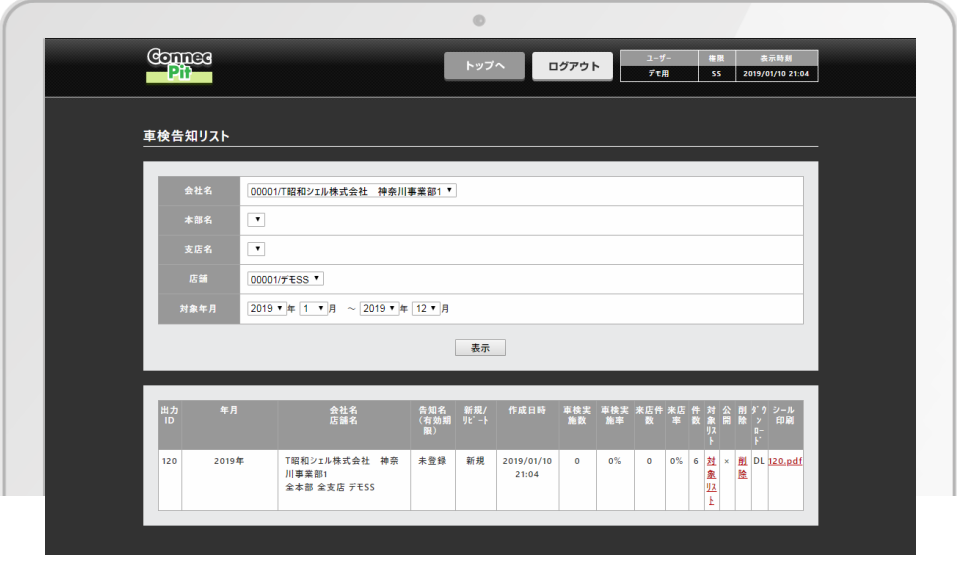 Connec
Pit
トップへ
ログアウト
ユーザー 権限 表示時刻
デモ用 SS 2019/01/10 21:04
車検告知リスト
会社名 00001/T昭和シェル株式会社　神奈川事業部1
本部名
支店名
店舗 00001/デモSS
対象年月 2019 年 1 月 ～ 2019 年 12 月
表示
出力
ID
年月
会社名
店舗名
告知名
(有効期
限)
新規/
ﾘﾋﾟｰﾄ
作成日時
車検実
施数
車検実
施率
来店件
数
来店
率
件
数
対
象
ﾘｽ
ﾄ
公
開
削
除
ﾀﾞｳ
ﾝ
ﾛｰ
ﾄﾞ
シール
印刷
120
2019年
T昭和シェル株式会社　神奈
川事業部1
全本部 全支店 デモSS
未登録
新規
2019/01/10
21:04
0
0%
0
0%
6
対
象
ﾘｽ
ﾄ
×
削
除
DL
120.pdf